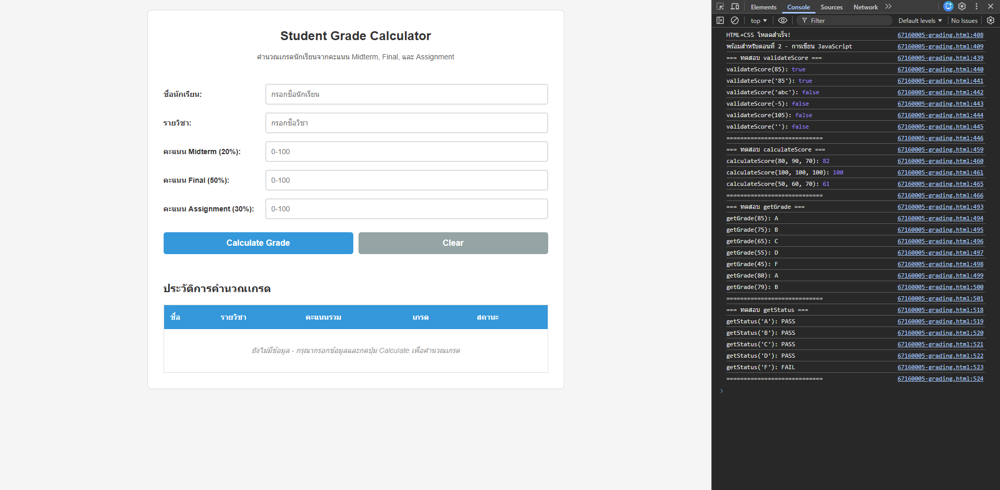 Student Grade Calculator
คำนวณเกรดนักเรียนจากคะแนน Midterm, Final, และ Assignment
ชื่อนักเรียน:
กรอกชื่อนักเรียน
รายวิชา:
กรอกชื่อวิชา
คะแนน Midterm (20%):
0-100
คะแนน Final (50%):
0-100
คะแนน Assignment (30%):
0-100
Calculate Grade
Clear
ประวัติการคำนวณเกรด
ชื่อ รายวิชา คะแนนรวม เกรด สถานะ
ยังไม่มีข้อมูล - กรุณากรอกข้อมูลและกดปุ่ม Calculate เพื่อคำนวณเกรด
Elements Console Sources Network
top Filter Default levels No Issues
HTML+CSS โหลดสำเร็จ! 67160005-grading.html:408
พร้อมสำหรับตอนที่ 2 - การเขียน JavaScript 67160005-grading.html:409
=== ทดสอบ validateScore === 67160005-grading.html:439
validateScore(85): true 67160005-grading.html:440
validateScore('85'): true 67160005-grading.html:441
validateScore('abc'): false 67160005-grading.html:442
validateScore(-5): false 67160005-grading.html:443
validateScore(105): false 67160005-grading.html:444
validateScore(''): false 67160005-grading.html:445
============================ 67160005-grading.html:446
=== ทดสอบ calculateScore === 67160005-grading.html:459
calculateScore(80, 90, 70): 82 67160005-grading.html:460
calculateScore(100, 100, 100): 100 67160005-grading.html:461
calculateScore(50, 60, 70): 61 67160005-grading.html:465
============================ 67160005-grading.html:466
=== ทดสอบ getGrade === 67160005-grading.html:493
getGrade(85): A 67160005-grading.html:494
getGrade(75): B 67160005-grading.html:495
getGrade(65): C 67160005-grading.html:496
getGrade(55): D 67160005-grading.html:497
getGrade(45): F 67160005-grading.html:498
getGrade(80): A 67160005-grading.html:499
getGrade(79): B 67160005-grading.html:500
============================ 67160005-grading.html:501
=== ทดสอบ getStatus === 67160005-grading.html:518
getStatus('A'): PASS 67160005-grading.html:519
getStatus('B'): PASS 67160005-grading.html:520
getStatus('C'): PASS 67160005-grading.html:521
getStatus('D'): PASS 67160005-grading.html:522
getStatus('F'): FAIL 67160005-grading.html:523
============================ 67160005-grading.html:524